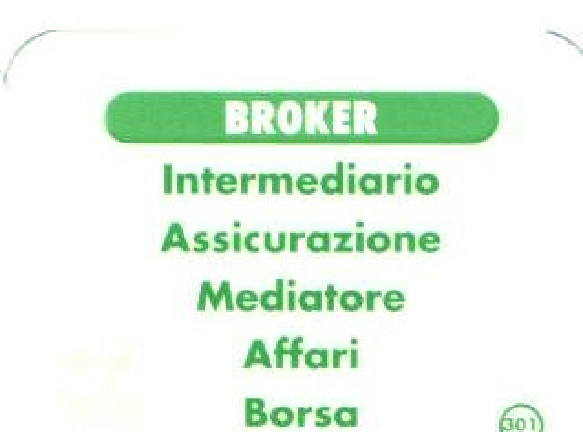 BROKER
Intermediario
Assicurazione
Mediatore
Affari
Borsa
301